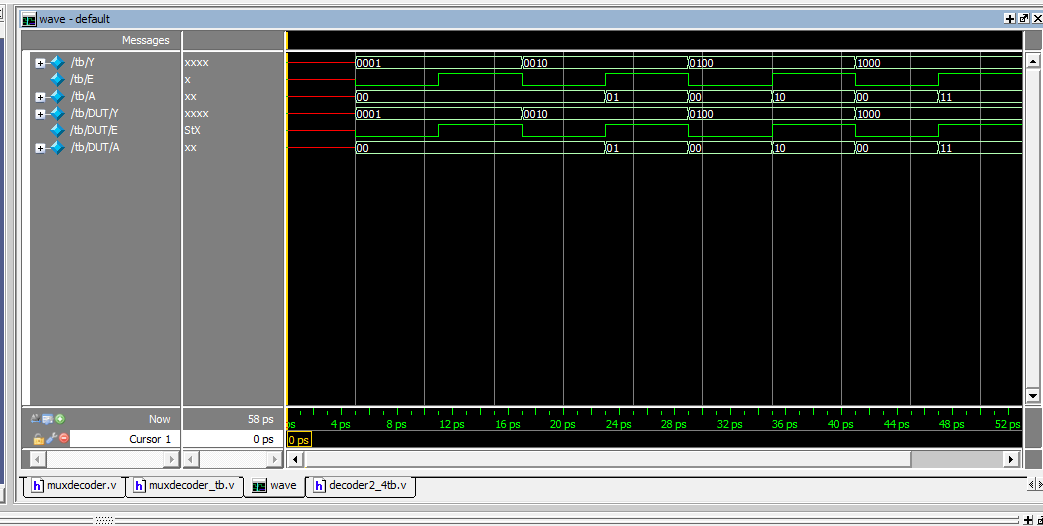 wave - default
Messages
/tb/Y xxxx 0001 0010 0100 1000
/tb/E x
/tb/A xx 00 01 00 10 00 11
/tb/DUT/Y xxxx 0001 0010 0100 1000
/tb/DUT/E StX
/tb/DUT/A xx 00 01 00 10 00 11
Now 58 ps ps 4 ps 8 ps 12 ps 16 ps 20 ps 24 ps 28 ps 32 ps 36 ps 40 ps 44 ps 48 ps 52 ps
Cursor 1 0 ps 0 ps
h muxdecoder.v h muxdecoder_tb.v wave h decoder2_4tb.v